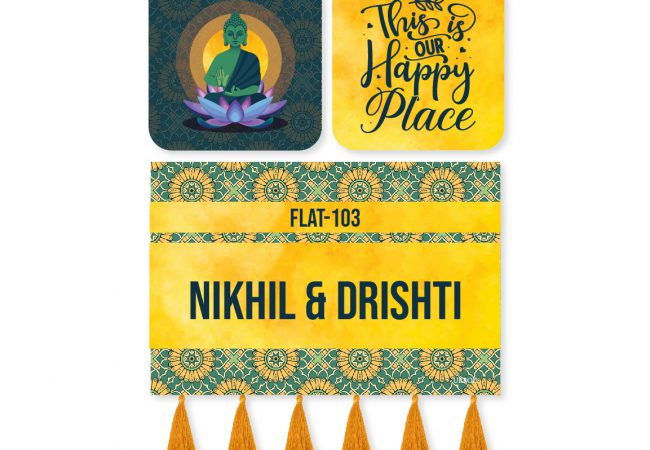 This is
OUR
Happy
Place
FLAT-103
NIKHIL & DRISHTI